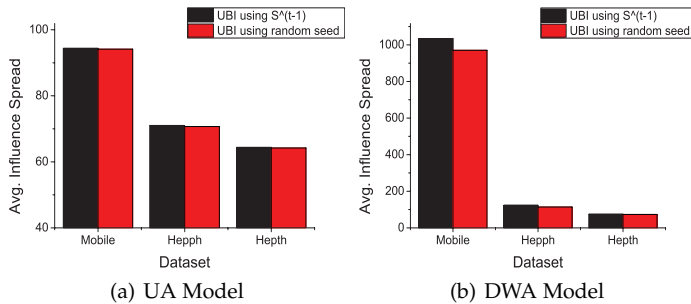 UBI using S^(t-1)
UBI using random seed
100
80
60
40
Avg. Influence Spread
Mobile
Hepph
Hepth
Dataset
(a) UA Model
UBI using S^(t-1)
UBI using random seed
1000
800
600
400
200
0
Avg. Influence Spread
Mobile
Hepph
Hepth
Dataset
(b) DWA Model